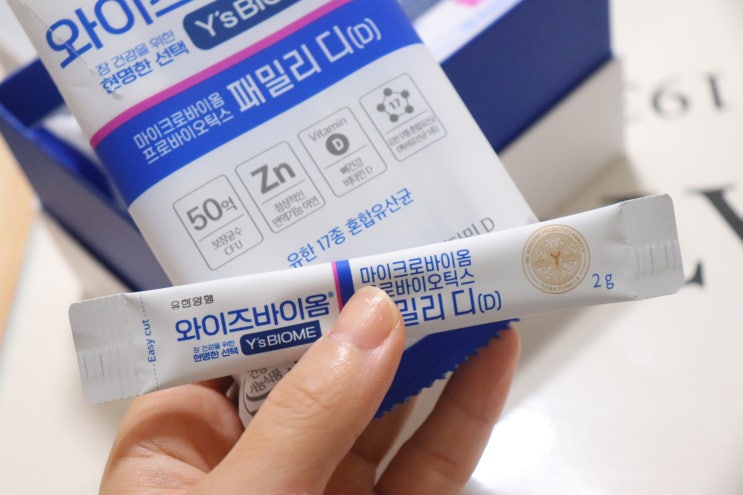 와이즈바이옴
장 건강을 위한
현명한 선택
Y'sBIOME
마이크로바이옴
프로바이오틱스
패밀리 디(D)
50억
보장균수
CFU
Zn
정상적인
면역기능 아연
Vitamin
D
뼈건강
비타민 D
17
유한 17종 혼합유산균
Easy cut
유한양행
와이즈바이옴®
장 건강을 위한
현명한 선택
Y'sBIOME
마이크로바이옴
프로바이오틱스
패밀리 디(D)
2 g
193